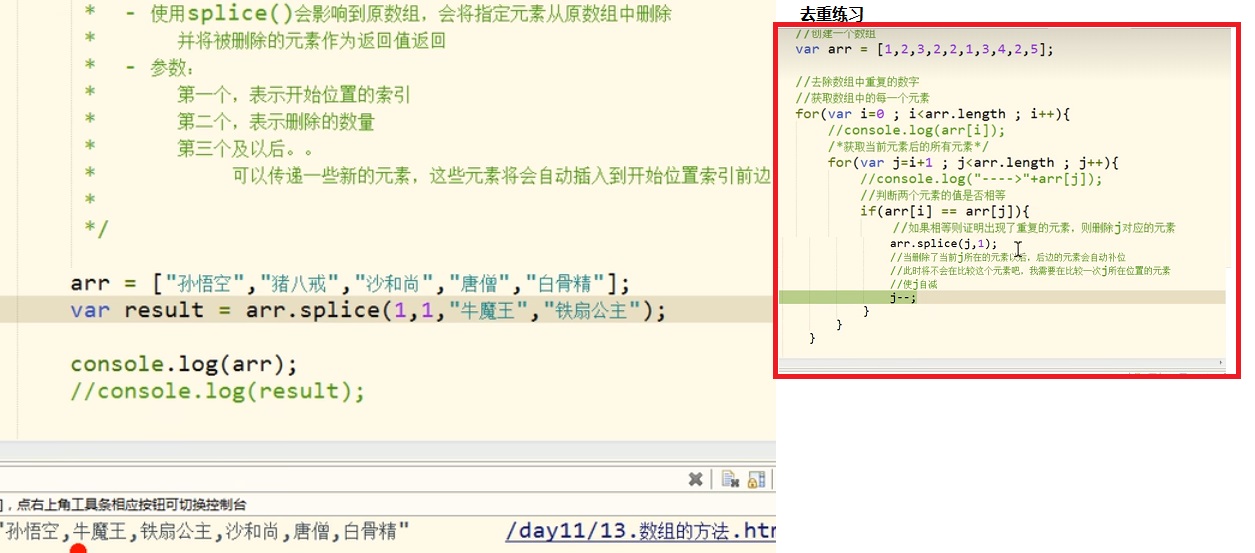 * - 使用splice()会影响到原数组，会将指定元素从原数组中删除
* 并将被删除的元素作为返回值返回
* - 参数：
* 第一个，表示开始位置的索引
* 第二个，表示删除的数量
* 第三个及以后。。
* 可以传递一些新的元素，这些元素将会自动插入到开始位置索引前边
*
*/
arr = ["孙悟空","猪八戒","沙和尚","唐僧","白骨精"];
var result = arr.splice(1,1,"牛魔王","铁扇公主");
console.log(arr);
//console.log(result);
]，点右上角工具条相应按钮可切换控制台
"孙悟空,牛魔王,铁扇公主,沙和尚,唐僧,白骨精"
/day11/13.数组的方法.htm
去重练习
//创建一个数组
var arr = [1,2,3,2,2,1,3,4,2,5];
//去除数组中重复的数字
//获取数组中的每一个元素
for(var i=0 ; i<arr.length ; i++){
//console.log(arr[i]);
/*获取当前元素后的所有元素*/
for(var j=i+1 ; j<arr.length ; j++){
//console.log("---->"+arr[j]);
//判断两个元素的值是否相等
if(arr[i] == arr[j]){
//如果相等则证明出现了重复的元素，则删除j对应的元素
arr.splice(j,1);
//当删除了当前j所在的元素以后，后边的元素会自动补位
//此时将不会在比较这个元素吧，我需要在比较一次j所在位置的元素
//使j自减
j--;
}
}
}